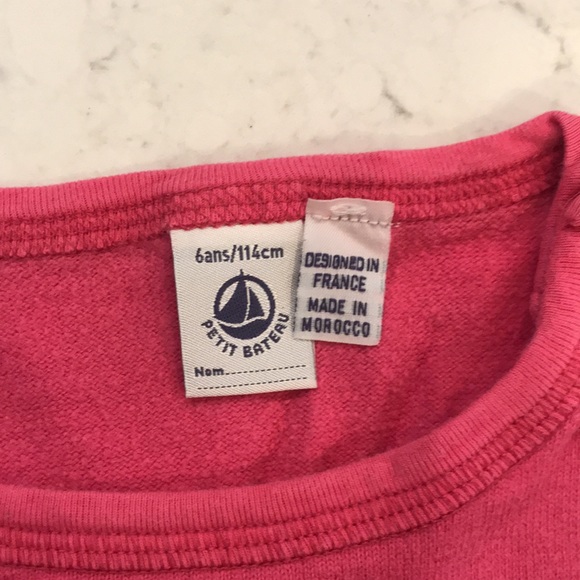 6ans/114cm
PETIT BATEAU
Nom
DESIGNED IN
FRANCE
MADE IN
MOROCCO